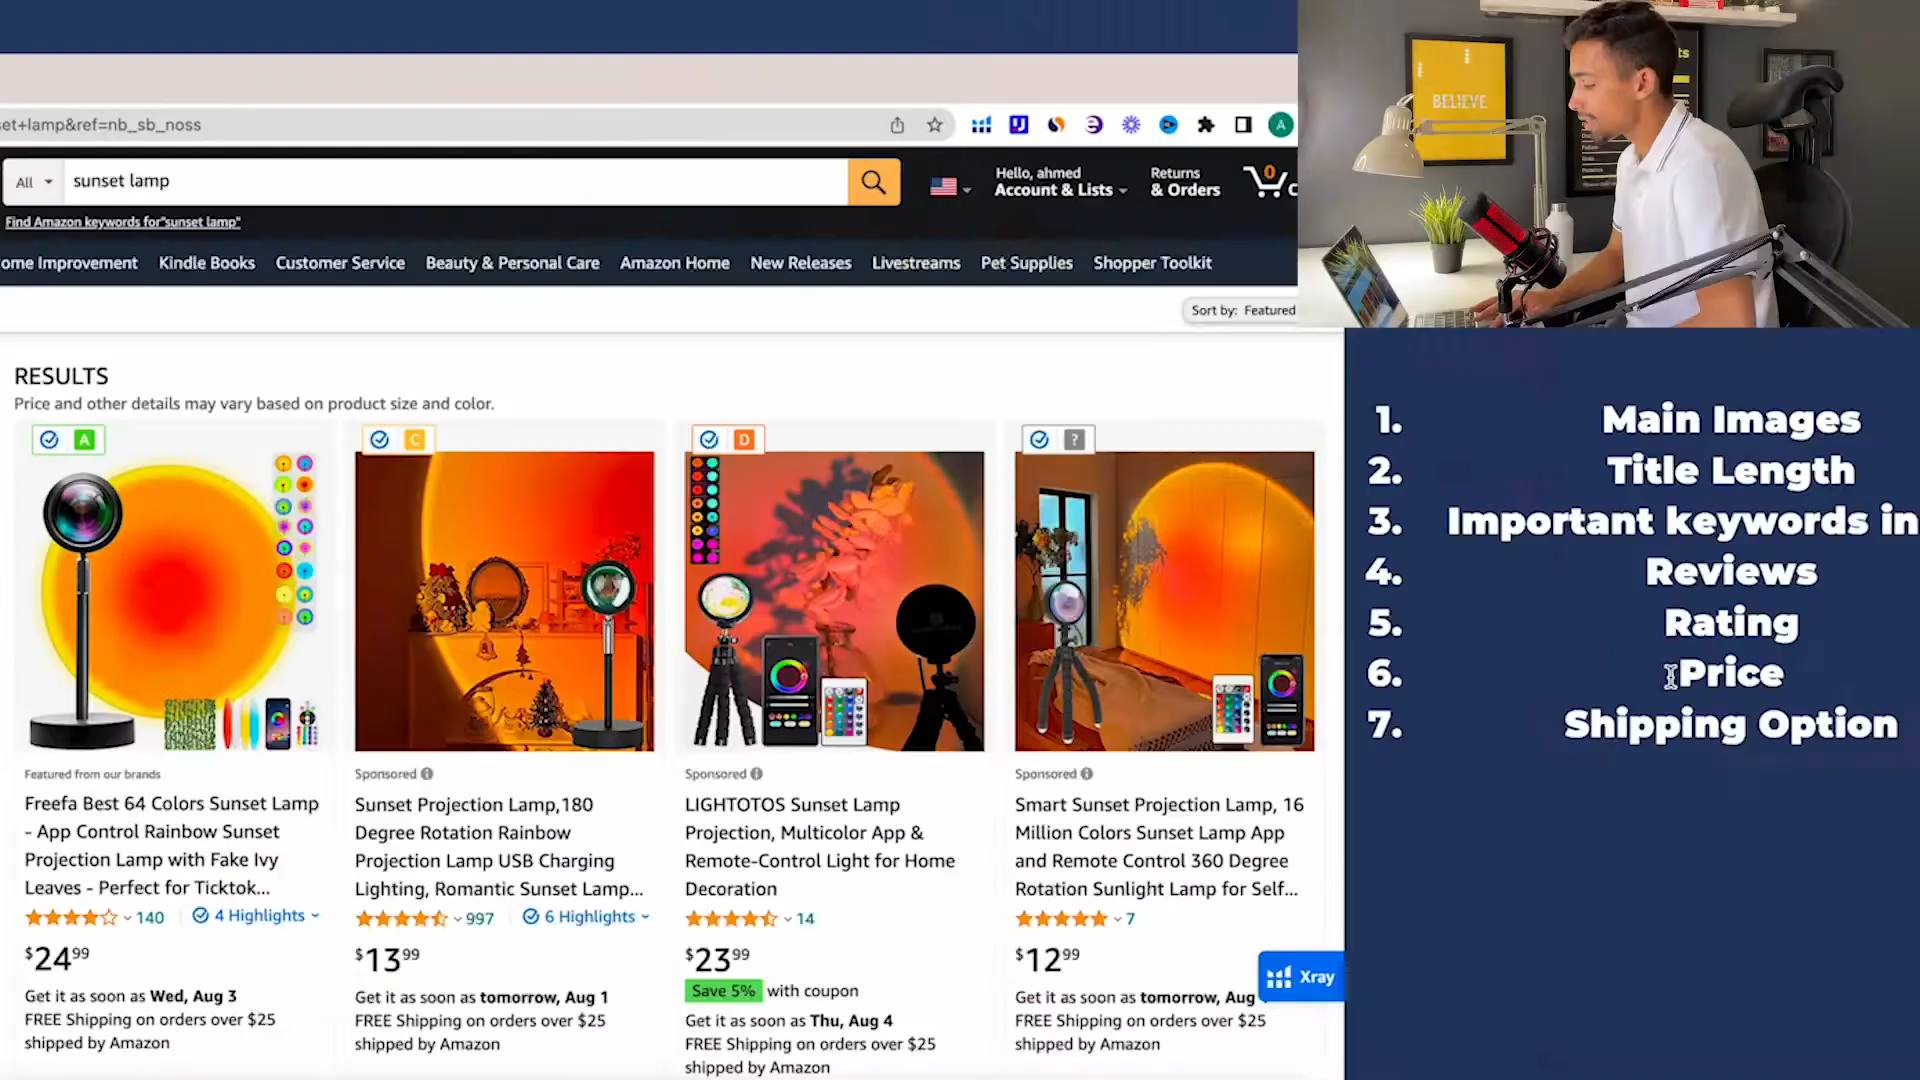 set+lamp&ref=nb_sb_noss
A
All
sunset lamp
Hello, ahmed
Account & Lists
Returns
& Orders
0
C
Find Amazon keywords for"sunset lamp"
ome Improvement
Kindle Books
Customer Service
Beauty & Personal Care
Amazon Home
New Releases
Livestreams
Pet Supplies
Shopper Toolkit
Sort by: Featured
RESULTS
Price and other details may vary based on product size and color.
A
Featured from our brands
Freefa Best 64 Colors Sunset Lamp
- App Control Rainbow Sunset
Projection Lamp with Fake Ivy
Leaves - Perfect for Ticktok...
140
4 Highlights
$24 99
Get it as soon as Wed, Aug 3
FREE Shipping on orders over $25
shipped by Amazon
C
Sponsored
Sunset Projection Lamp,180
Degree Rotation Rainbow
Projection Lamp USB Charging
Lighting, Romantic Sunset Lamp...
997
6 Highlights
$13 99
Get it as soon as tomorrow, Aug 1
FREE Shipping on orders over $25
shipped by Amazon
D
Sponsored
LIGHTOTOS Sunset Lamp
Projection, Multicolor App &
Remote-Control Light for Home
Decoration
14
$23 99
Save 5% with coupon
Get it as soon as Thu, Aug 4
FREE Shipping on orders over $25
shipped by Amazon
?
Sponsored
Smart Sunset Projection Lamp, 16
Million Colors Sunset Lamp App
and Remote Control 360 Degree
Rotation Sunlight Lamp for Self...
7
$12 99
Get it as soon as tomorrow, Aug
FREE Shipping on orders over $25
shipped by Amazon
Xray
BELIEVE
ts
1. Main Images
2. Title Length
3. Important keywords in
4. Reviews
5. Rating
6. Price
7. Shipping Option